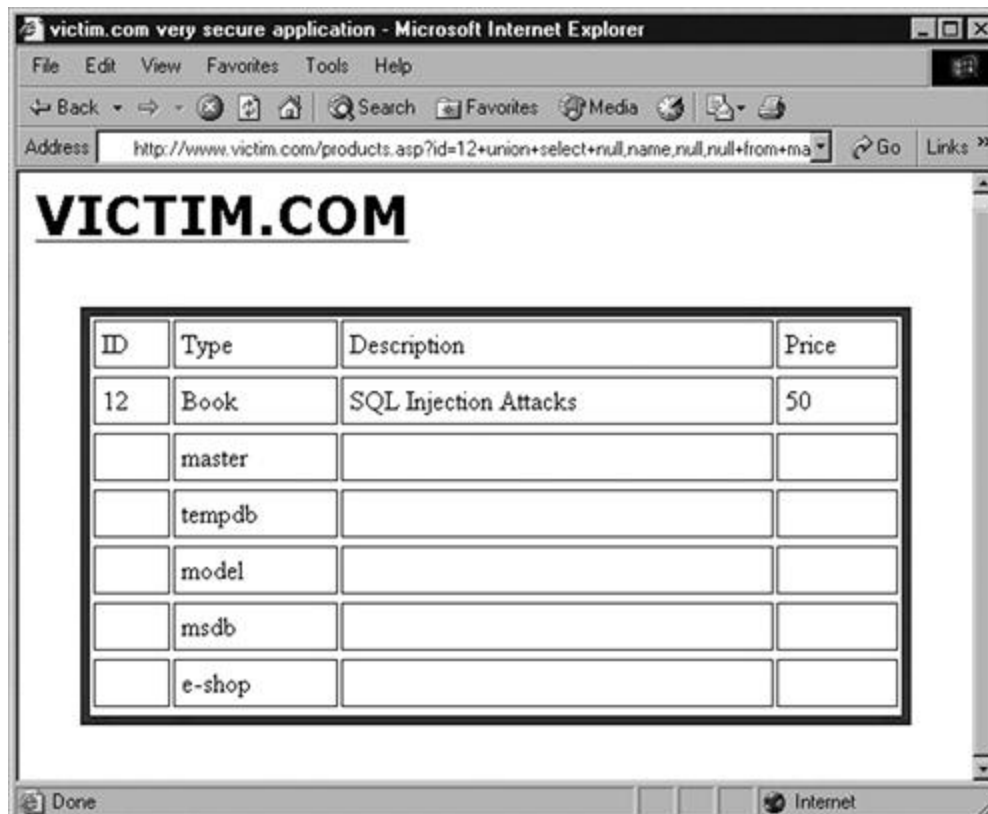 victim.com very secure application - Microsoft Internet Explorer
File Edit View Favorites Tools Help
Back Search Favorites Media
Address http://www.victim.com/products.asp?id=12+union+select+null,name,null,null+from+ma Go Links »
VICTIM.COM
ID Type Description Price
12 Book SQL Injection Attacks 50
master
tempdb
model
msdb
e-shop
Done Internet